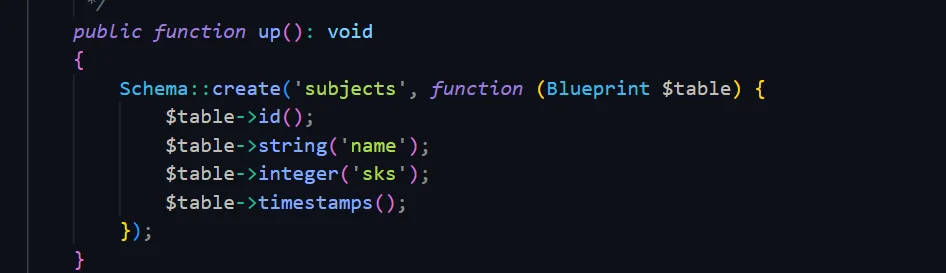 */
public function up(): void
{
Schema::create('subjects', function (Blueprint $table) {
$table->id();
$table->string('name');
$table->integer('sks');
$table->timestamps();
});
}